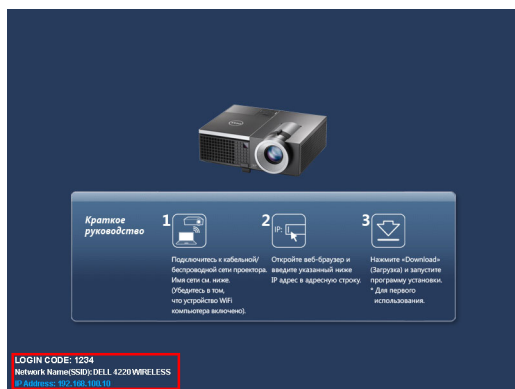 Краткое
руководство
1
Подключитесь к кабельной/
беспроводной сети проектора.
Имя сети см. ниже.
(Убедитесь в том,
что устройство WiFi
компьютера включено).
2
IP:
Откройте веб-браузер и
введите указанный ниже
IP адрес в адресную строку.
3
Нажмите «Download»
(Загрузка) и запустите
программу установки.
* Для первого
использования.
LOGIN CODE: 1234
Network Name(SSID): DELL 4220 WIRELESS
IP Address: 192.168.100.10